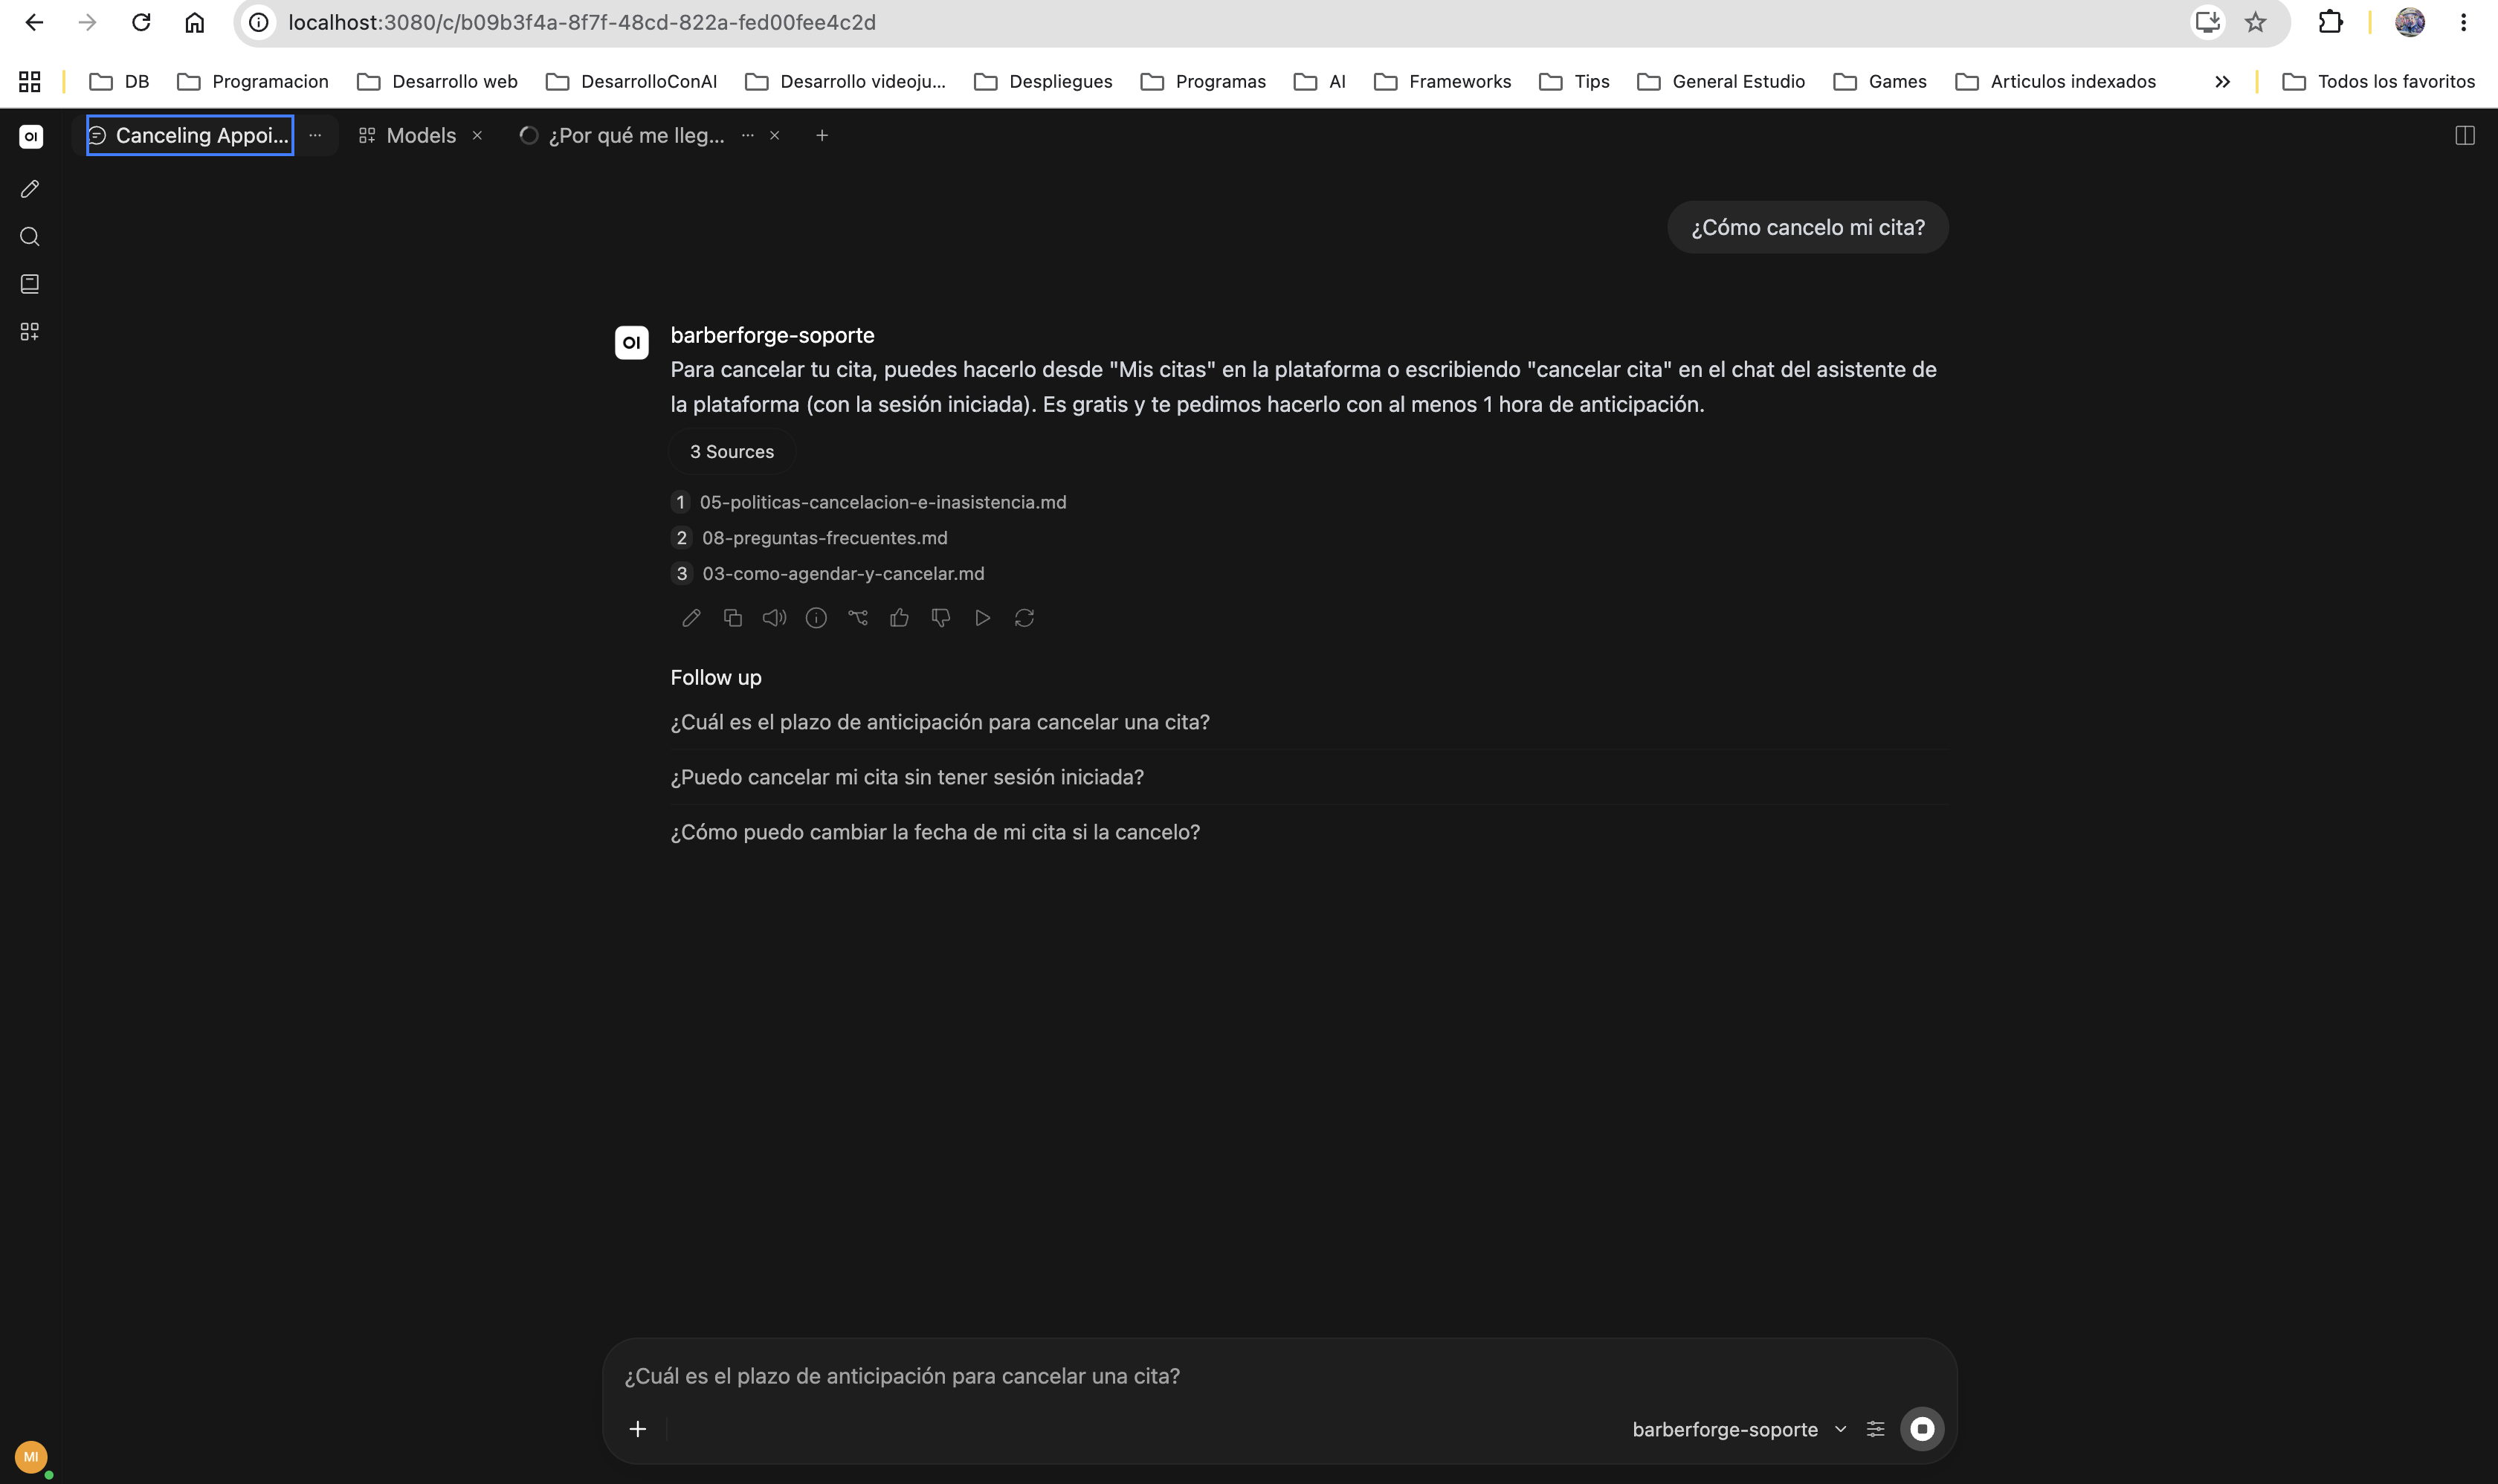 localhost:3080/c/b09b3f4a-8f7f-48cd-822a-fed00fee4c2d
DB Programacion Desarrollo web DesarrolloConAI Desarrollo videoju... Despliegues Programas AI Frameworks Tips General Estudio Games Articulos indexados Todos los favoritos
OI Canceling Appoi... Models ¿Por qué me lleg...
¿Cómo cancelo mi cita?
OI barberforge-soporte
Para cancelar tu cita, puedes hacerlo desde "Mis citas" en la plataforma o escribiendo "cancelar cita" en el chat del asistente de
la plataforma (con la sesión iniciada). Es gratis y te pedimos hacerlo con al menos 1 hora de anticipación.
3 Sources
1 05-politicas-cancelacion-e-inasistencia.md
2 08-preguntas-frecuentes.md
3 03-como-agendar-y-cancelar.md
Follow up
¿Cuál es el plazo de anticipación para cancelar una cita?
¿Puedo cancelar mi cita sin tener sesión iniciada?
¿Cómo puedo cambiar la fecha de mi cita si la cancelo?
¿Cuál es el plazo de anticipación para cancelar una cita?
barberforge-soporte
MI